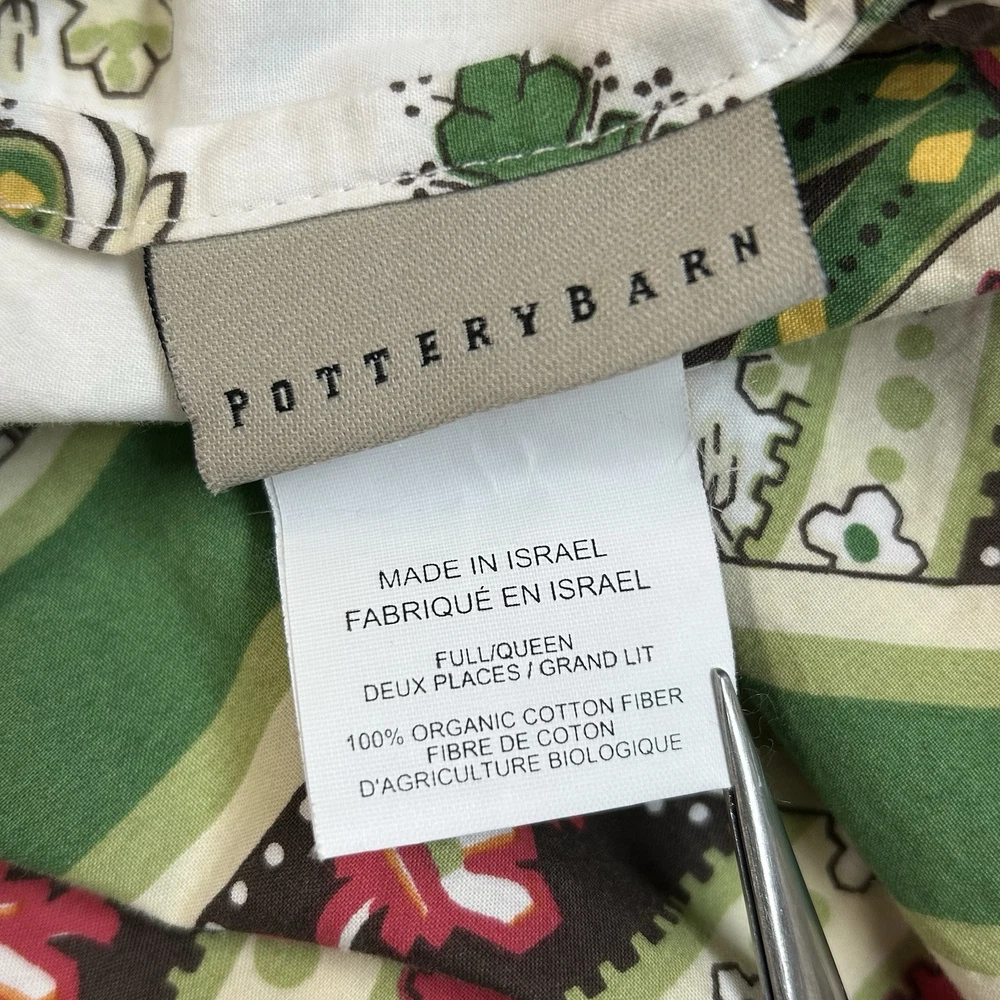 POTTERYBARN
MADE IN ISRAEL
FABRIQUÉ EN ISRAEL
FULL/QUEEN
DEUX PLACES / GRAND LIT
100% ORGANIC COTTON FIBER
FIBRE DE COTON
D'AGRICULTURE BIOLOGIQUE